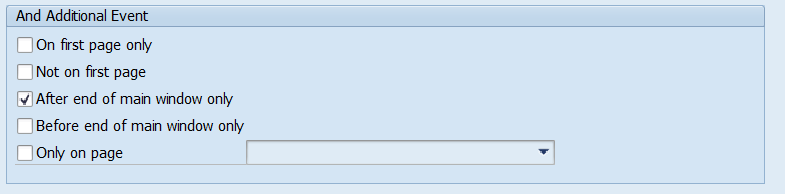 And Additional Event
On first page only
Not on first page
After end of main window only
Before end of main window only
Only on page